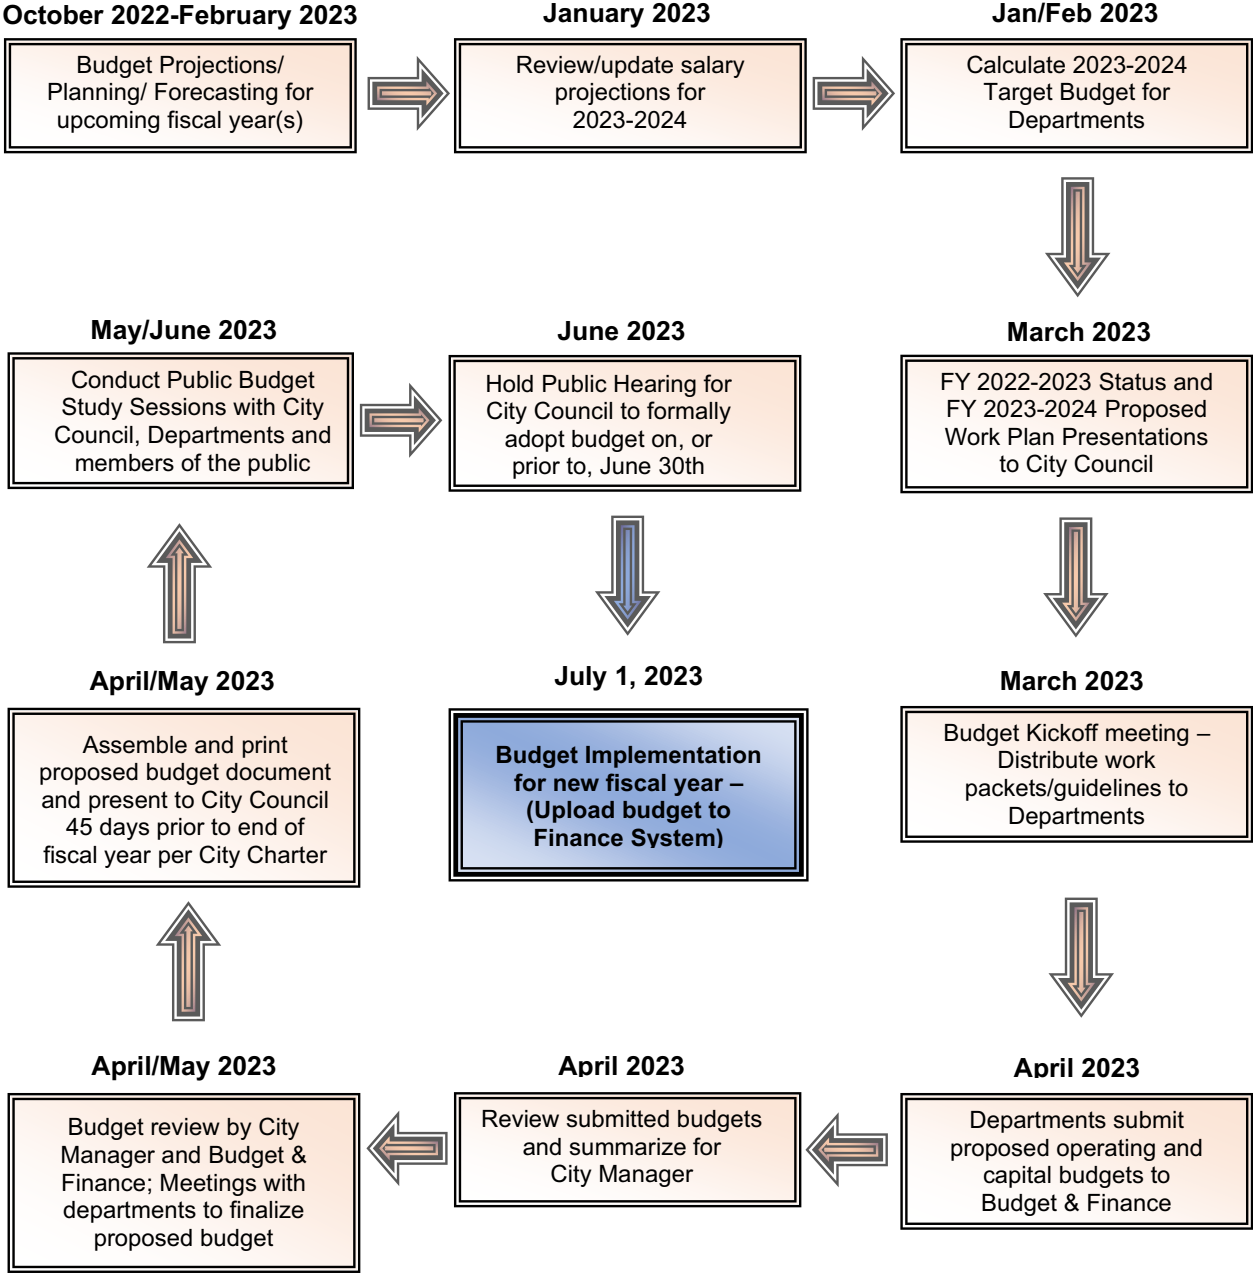 October 2022-February 2023
Budget Projections/
Planning/ Forecasting for
upcoming fiscal year(s)
January 2023
Review/update salary
projections for
2023-2024
Jan/Feb 2023
Calculate 2023-2024
Target Budget for
Departments
March 2023
FY 2022-2023 Status and
FY 2023-2024 Proposed
Work Plan Presentations
to City Council
March 2023
Budget Kickoff meeting –
Distribute work
packets/guidelines to
Departments
April 2023
Departments submit
proposed operating and
capital budgets to
Budget & Finance
April 2023
Review submitted budgets
and summarize for
City Manager
April/May 2023
Budget review by City
Manager and Budget &
Finance; Meetings with
departments to finalize
proposed budget
April/May 2023
Assemble and print
proposed budget document
and present to City Council
45 days prior to end of
fiscal year per City Charter
May/June 2023
Conduct Public Budget
Study Sessions with City
Council, Departments and
members of the public
June 2023
Hold Public Hearing for
City Council to formally
adopt budget on, or
prior to, June 30th
July 1, 2023
Budget Implementation
for new fiscal year –
(Upload budget to
Finance System)